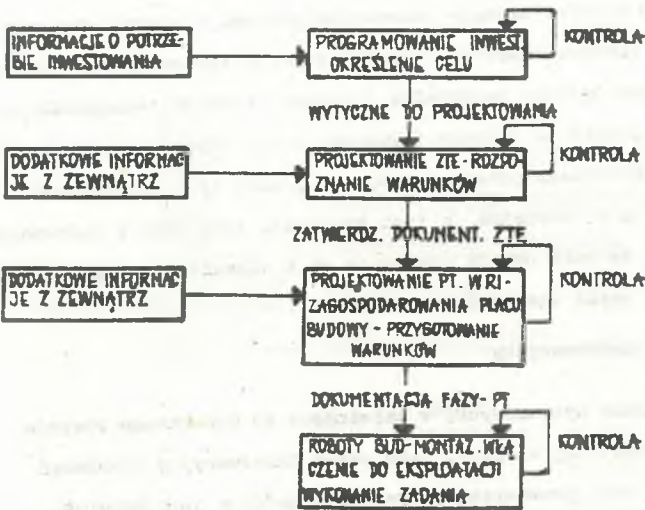 INFORMACJE O POTRZE-
BIE INWESTOWANIA
PROGRAMOWANIE INWEST.
OKREŚLENIE CELU
KONTROLA
WYTYCZNE DO PROJEKTOWANIA
DODATKOWE INFORMAC-
JE Z ZEWNĄTRZ
PROJEKTOWANIE ZTE-ROZPO-
ZNANIE WARUNKÓW
KONTROLA
ZATWIERDZ. DOKUMENT. ZTE
DODATKOWE INFORMAC-
JE Z ZEWNĄTRZ
PROJEKTOWANIE PT. W RI-
ZAGOSPODAROWANIA PLACU
BUDOWY - PRZYGOTOWANIE
WARUNKÓW
KONTROLA
DOKUMENTACJA FAZY-PT
ROBOTY BUD-MONTAŻ. WŁĄ
CZENIE DO EKSPLOATACJI
WYKONANIE ZADANIA
KONTROLA